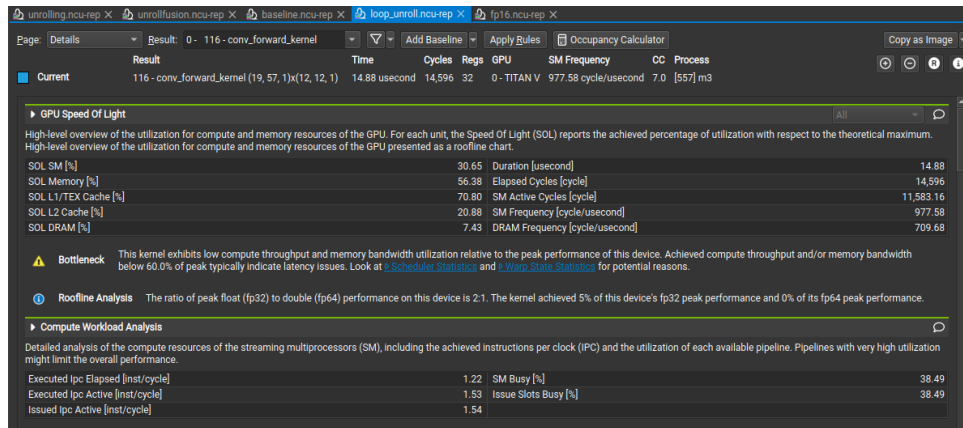 unrolling.ncu-rep X unrollfusion.ncu-rep X baseline.ncu-rep X loop_unroll.ncu-rep X fp16.ncu-rep X
Page: Details Result: 0 - 116 - conv_forward_kernel Add Baseline Apply Rules Occupancy Calculator Copy as Image
Result Time Cycles Regs GPU SM Frequency CC Process
Current 116 - conv_forward_kernel (19, 57, 1)x(12, 12, 1) 14.88 usecond 14,596 32 0 - TITAN V 977.58 cycle/usecond 7.0 [557] m3
GPU Speed Of Light All
High-level overview of the utilization for compute and memory resources of the GPU. For each unit, the Speed Of Light (SOL) reports the achieved percentage of utilization with respect to the theoretical maximum.
High-level overview of the utilization for compute and memory resources of the GPU presented as a roofline chart.
SOL SM [%] 30.65 Duration [usecond] 14.88
SOL Memory [%] 56.38 Elapsed Cycles [cycle] 14,596
SOL L1/TEX Cache [%] 70.80 SM Active Cycles [cycle] 11,583.16
SOL L2 Cache [%] 20.88 SM Frequency [cycle/usecond] 977.58
SOL DRAM [%] 7.43 DRAM Frequency [cycle/usecond] 709.68
Bottleneck This kernel exhibits low compute throughput and memory bandwidth utilization relative to the peak performance of this device. Achieved compute throughput and/or memory bandwidth
below 60.0% of peak typically indicate latency issues. Look at Scheduler Statistics and Warp State Statistics for potential reasons.
Roofline Analysis The ratio of peak float (fp32) to double (fp64) performance on this device is 2:1. The kernel achieved 5% of this device's fp32 peak performance and 0% of its fp64 peak performance.
Compute Workload Analysis
Detailed analysis of the compute resources of the streaming multiprocessors (SM), including the achieved instructions per clock (IPC) and the utilization of each available pipeline. Pipelines with very high utilization
might limit the overall performance.
Executed Ipc Elapsed [inst/cycle] 1.22 SM Busy [%] 38.49
Executed Ipc Active [inst/cycle] 1.53 Issue Slots Busy [%] 38.49
Issued Ipc Active [inst/cycle] 1.54